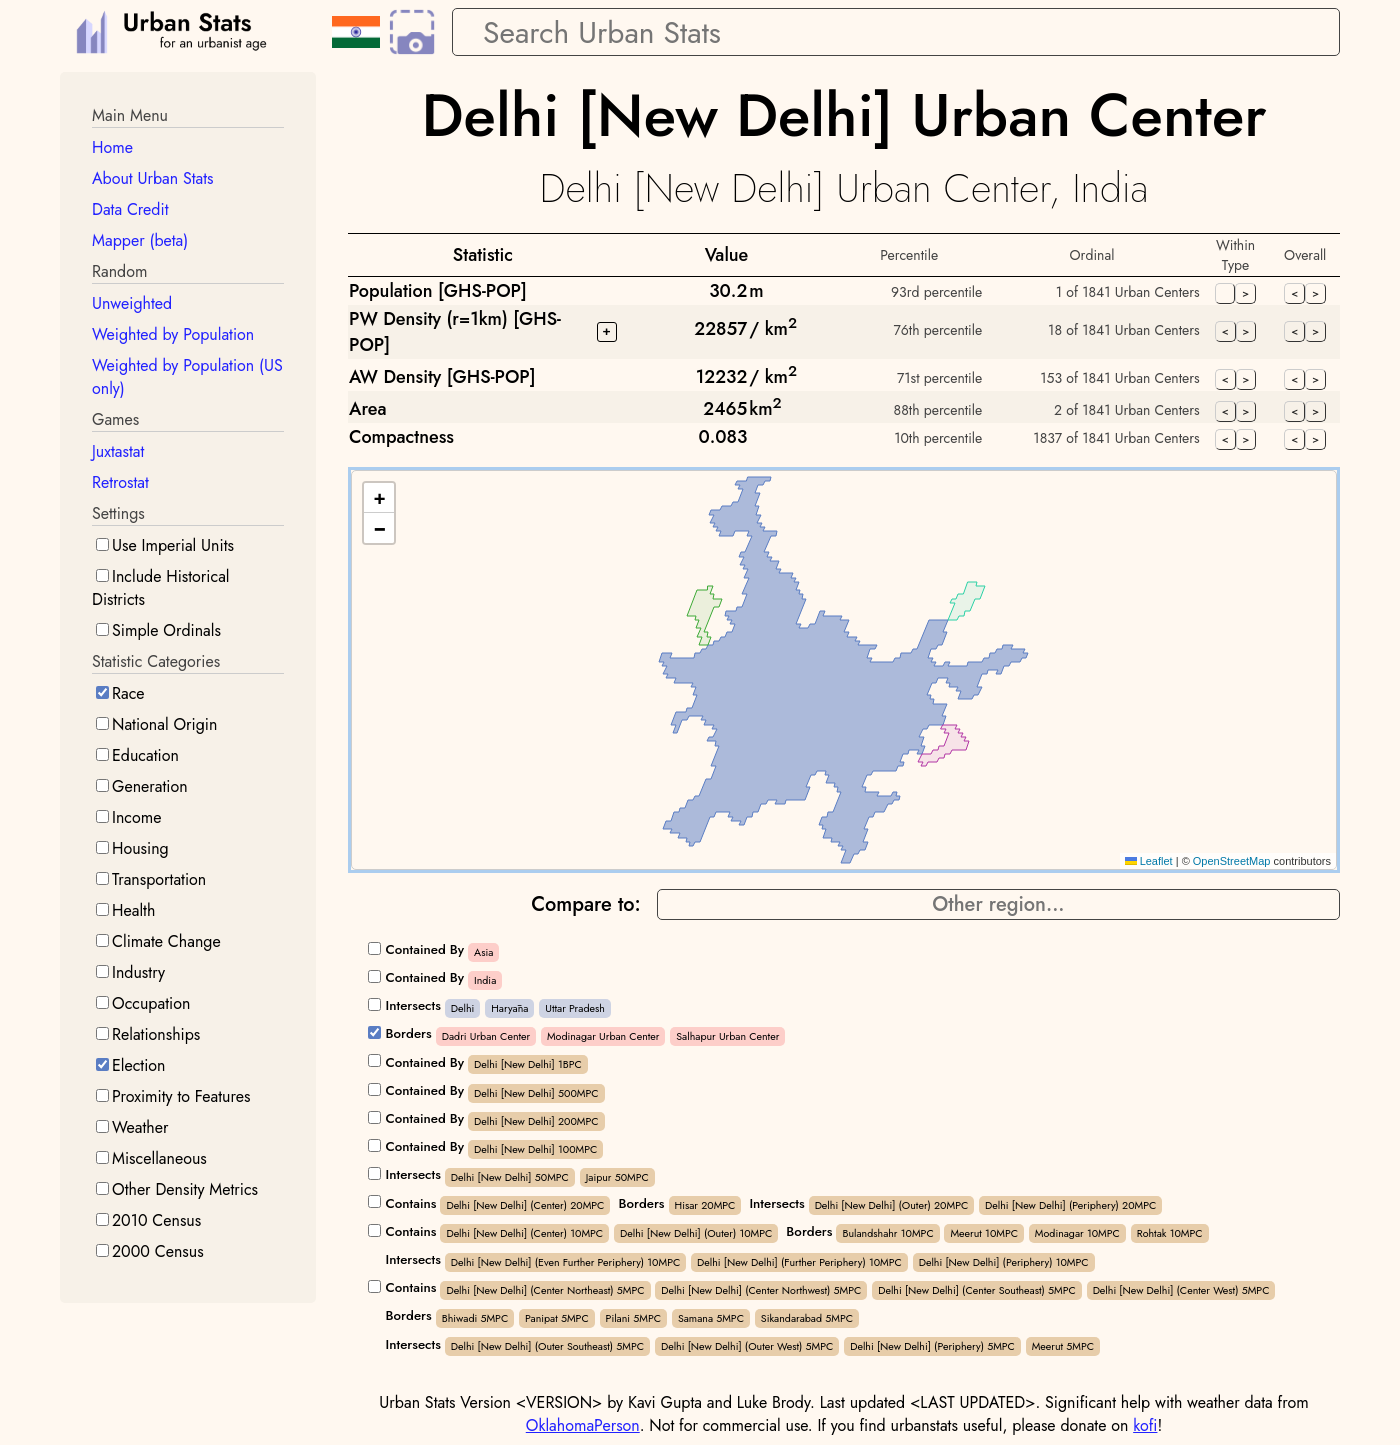 Urban Stats
for an urbanist age
Search Urban Stats
Main Menu
Home
About Urban Stats
Data Credit
Mapper (beta)
Random
Unweighted
Weighted by Population
Weighted by Population (US
only)
Games
Juxtastat
Retrostat
Settings
Use Imperial Units
Include Historical
Districts
Simple Ordinals
Statistic Categories
Race
National Origin
Education
Generation
Income
Housing
Transportation
Health
Climate Change
Industry
Occupation
Relationships
Election
Proximity to Features
Weather
Miscellaneous
Other Density Metrics
2010 Census
2000 Census
Delhi [New Delhi] Urban Center
Delhi [New Delhi] Urban Center, India
Statistic Value Percentile Ordinal Within Type Overall
Population [GHS-POP] 30.2 m 93rd percentile 1 of 1841 Urban Centers > < >
PW Density (r=1km) [GHS-
POP] + 22857 / km² 76th percentile 18 of 1841 Urban Centers < > < >
AW Density [GHS-POP] 12232 / km² 71st percentile 153 of 1841 Urban Centers < > < >
Area 2465 km² 88th percentile 2 of 1841 Urban Centers < > < >
Compactness 0.083 10th percentile 1837 of 1841 Urban Centers < > < >
+
−
Leaflet | © OpenStreetMap contributors
Compare to: Other region...
Contained By Asia
Contained By India
Intersects Delhi Haryāna Uttar Pradesh
Borders Dadri Urban Center Modinagar Urban Center Salhapur Urban Center
Contained By Delhi [New Delhi] 1BPC
Contained By Delhi [New Delhi] 500MPC
Contained By Delhi [New Delhi] 200MPC
Contained By Delhi [New Delhi] 100MPC
Intersects Delhi [New Delhi] 50MPC Jaipur 50MPC
Contains Delhi [New Delhi] (Center) 20MPC Borders Hisar 20MPC Intersects Delhi [New Delhi] (Outer) 20MPC Delhi [New Delhi] (Periphery) 20MPC
Contains Delhi [New Delhi] (Center) 10MPC Delhi [New Delhi] (Outer) 10MPC Borders Bulandshahr 10MPC Meerut 10MPC Modinagar 10MPC Rohtak 10MPC
Intersects Delhi [New Delhi] (Even Further Periphery) 10MPC Delhi [New Delhi] (Further Periphery) 10MPC Delhi [New Delhi] (Periphery) 10MPC
Contains Delhi [New Delhi] (Center Northeast) 5MPC Delhi [New Delhi] (Center Northwest) 5MPC Delhi [New Delhi] (Center Southeast) 5MPC Delhi [New Delhi] (Center West) 5MPC
Borders Bhiwadi 5MPC Panipat 5MPC Pilani 5MPC Samana 5MPC Sikandarabad 5MPC
Intersects Delhi [New Delhi] (Outer Southeast) 5MPC Delhi [New Delhi] (Outer West) 5MPC Delhi [New Delhi] (Periphery) 5MPC Meerut 5MPC
Urban Stats Version <VERSION> by Kavi Gupta and Luke Brody. Last updated <LAST UPDATED>. Significant help with weather data from
OklahomaPerson. Not for commercial use. If you find urbanstats useful, please donate on kofi!